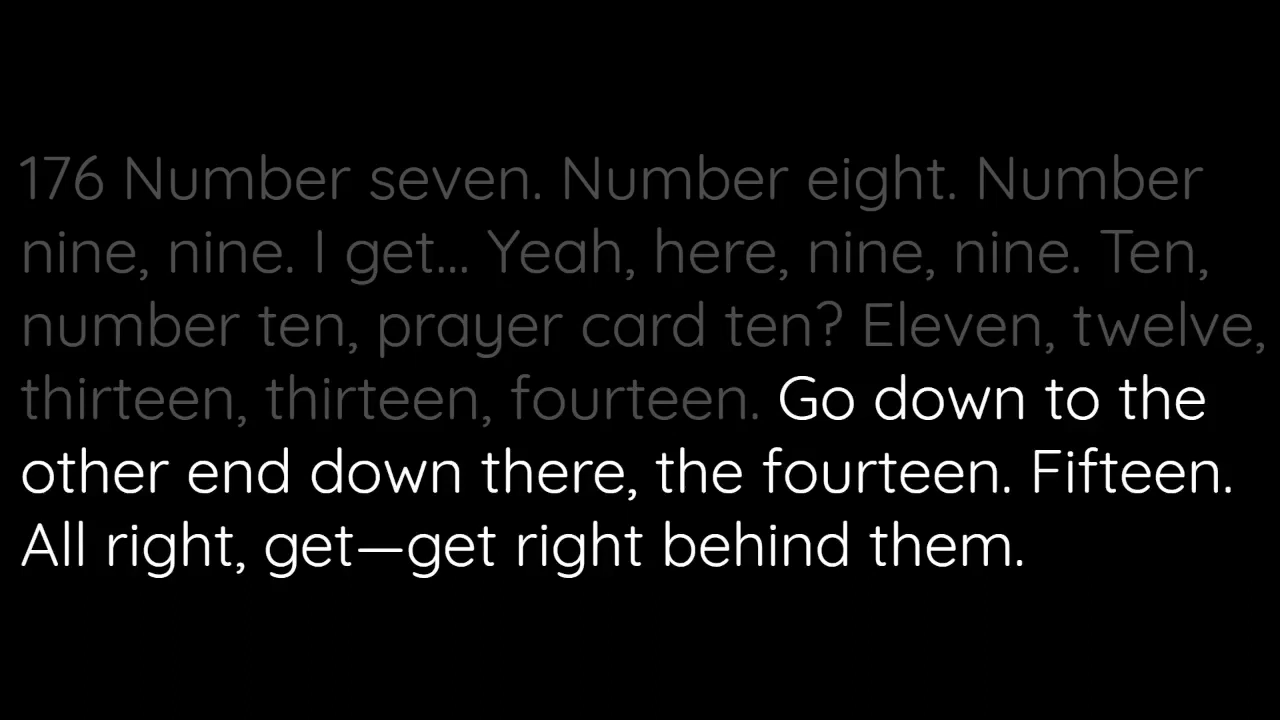 176 Number seven. Number eight. Number
nine, nine. I get... Yeah, here, nine, nine. Ten,
number ten, prayer card ten? Eleven, twelve,
thirteen, thirteen, fourteen. Go down to the
other end down there, the fourteen. Fifteen.
All right, get—get right behind them.